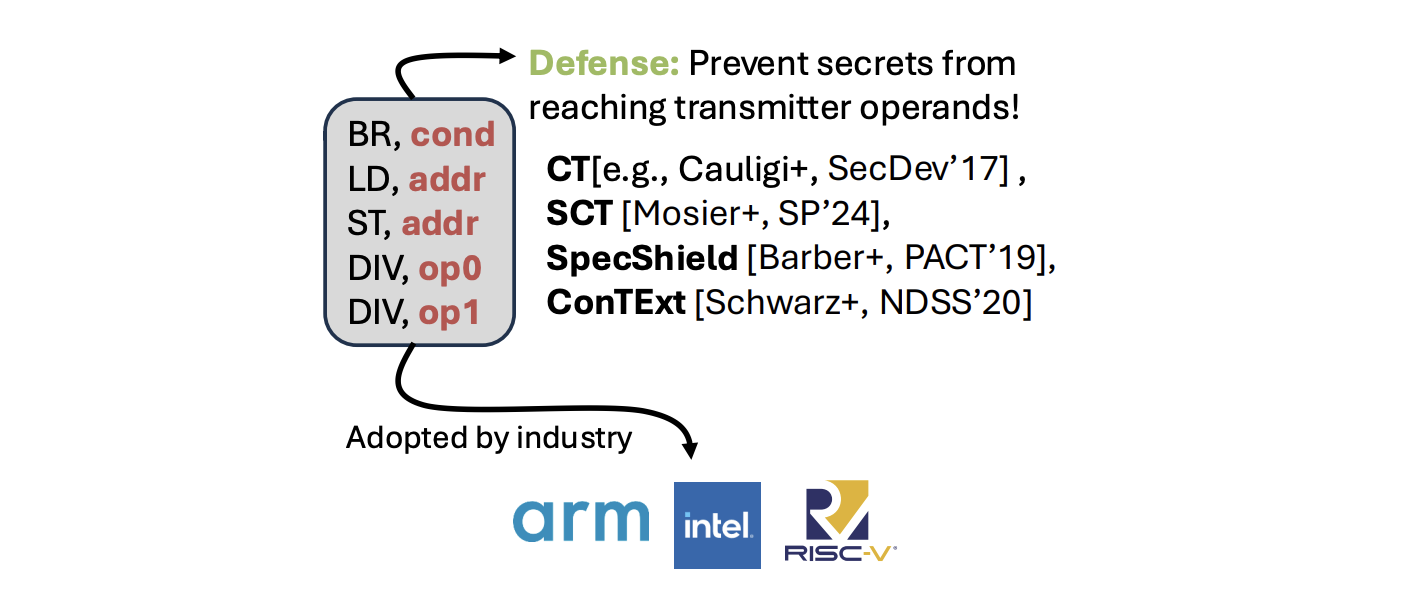 Defense: Prevent secrets from
reaching transmitter operands!
BR, cond
LD, addr
ST, addr
DIV, op0
DIV, op1
CT[e.g., Cauligi+, SecDev’17] ,
SCT [Mosier+, SP’24],
SpecShield [Barber+, PACT’19],
ConTExt [Schwarz+, NDSS’20]
Adopted by industry
arm
intel.
RISC-V